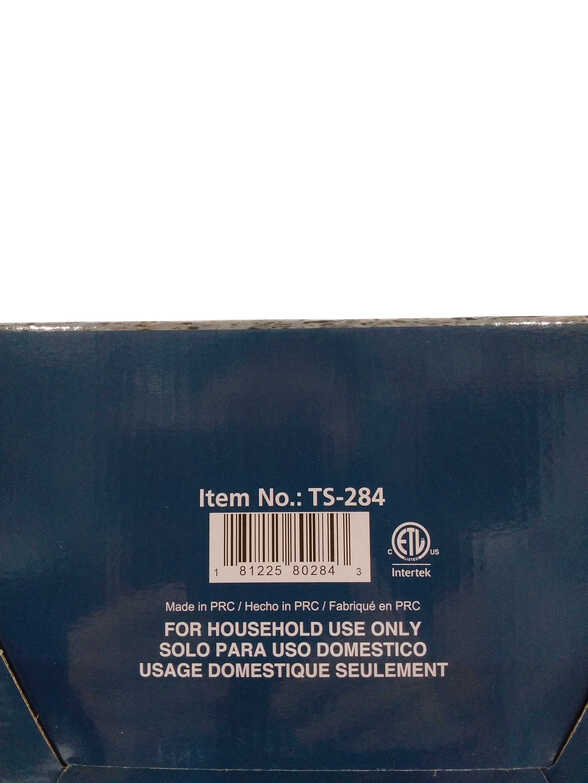 Item No.: TS-284
1 81225 80284 3
C ETL US
LISTED
Intertek
Made in PRC / Hecho in PRC / Fabriqué en PRC
FOR HOUSEHOLD USE ONLY
SOLO PARA USO DOMESTICO
USAGE DOMESTIQUE SEULEMENT